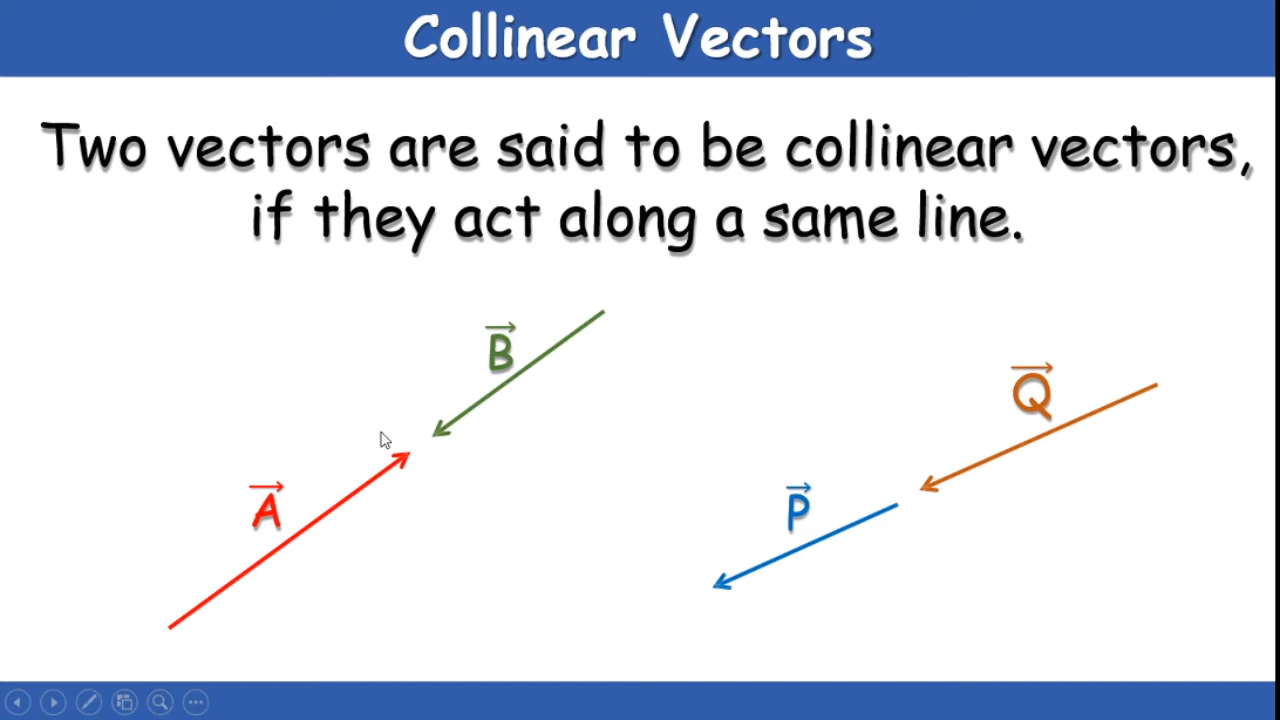 Collinear Vectors
Two vectors are said to be collinear vectors,
if they act along a same line.
B⃗
Q⃗
A⃗
P⃗